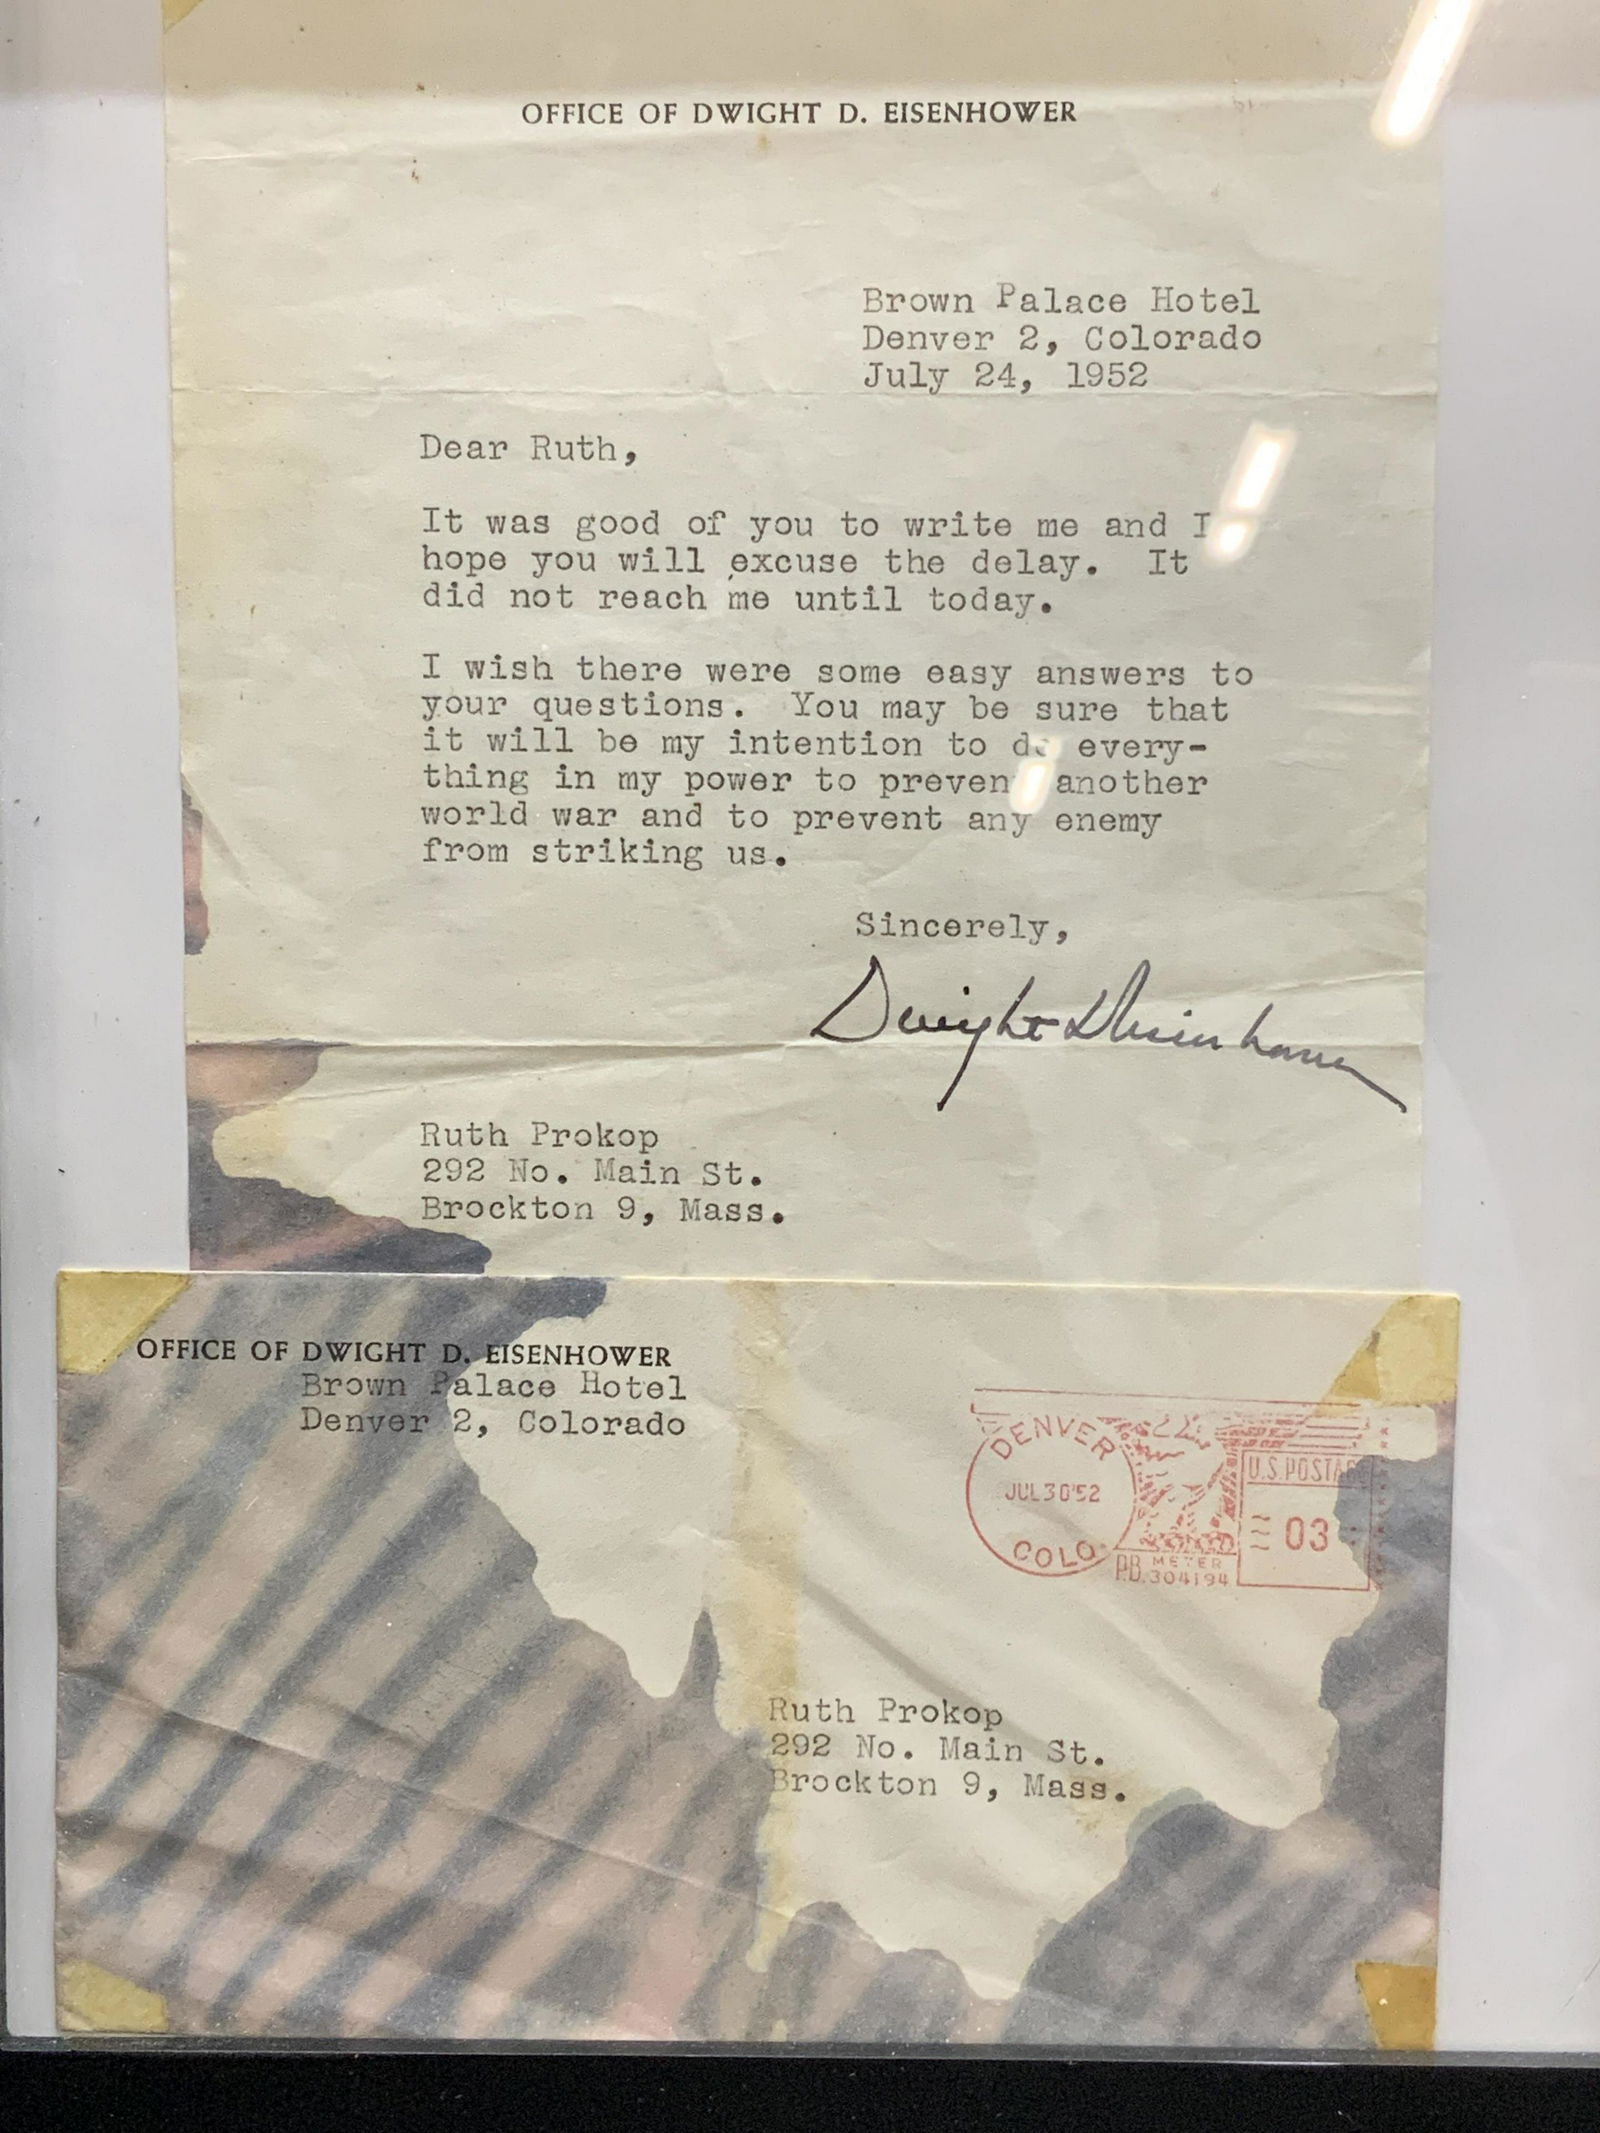 OFFICE OF DWIGHT D. EISENHOWER
Brown Palace Hotel
Denver 2, Colorado
July 24, 1952
Dear Ruth,
It was good of you to write me and I
hope you will excuse the delay. It
did not reach me until today.
I wish there were some easy answers to
your questions. You may be sure that
it will be my intention to do every-
thing in my power to prevent another
world war and to prevent any enemy
from striking us.
Sincerely,
Dwight D Eisenhower
Ruth Prokop
292 No. Main St.
Brockton 9, Mass.
OFFICE OF DWIGHT D. EISENHOWER
Brown Palace Hotel
Denver 2, Colorado
DENVER
JUL 30 '52
COLO.
P.B. METER
304194
U.S. POSTAGE
03
Ruth Prokop
292 No. Main St.
Brockton 9, Mass.